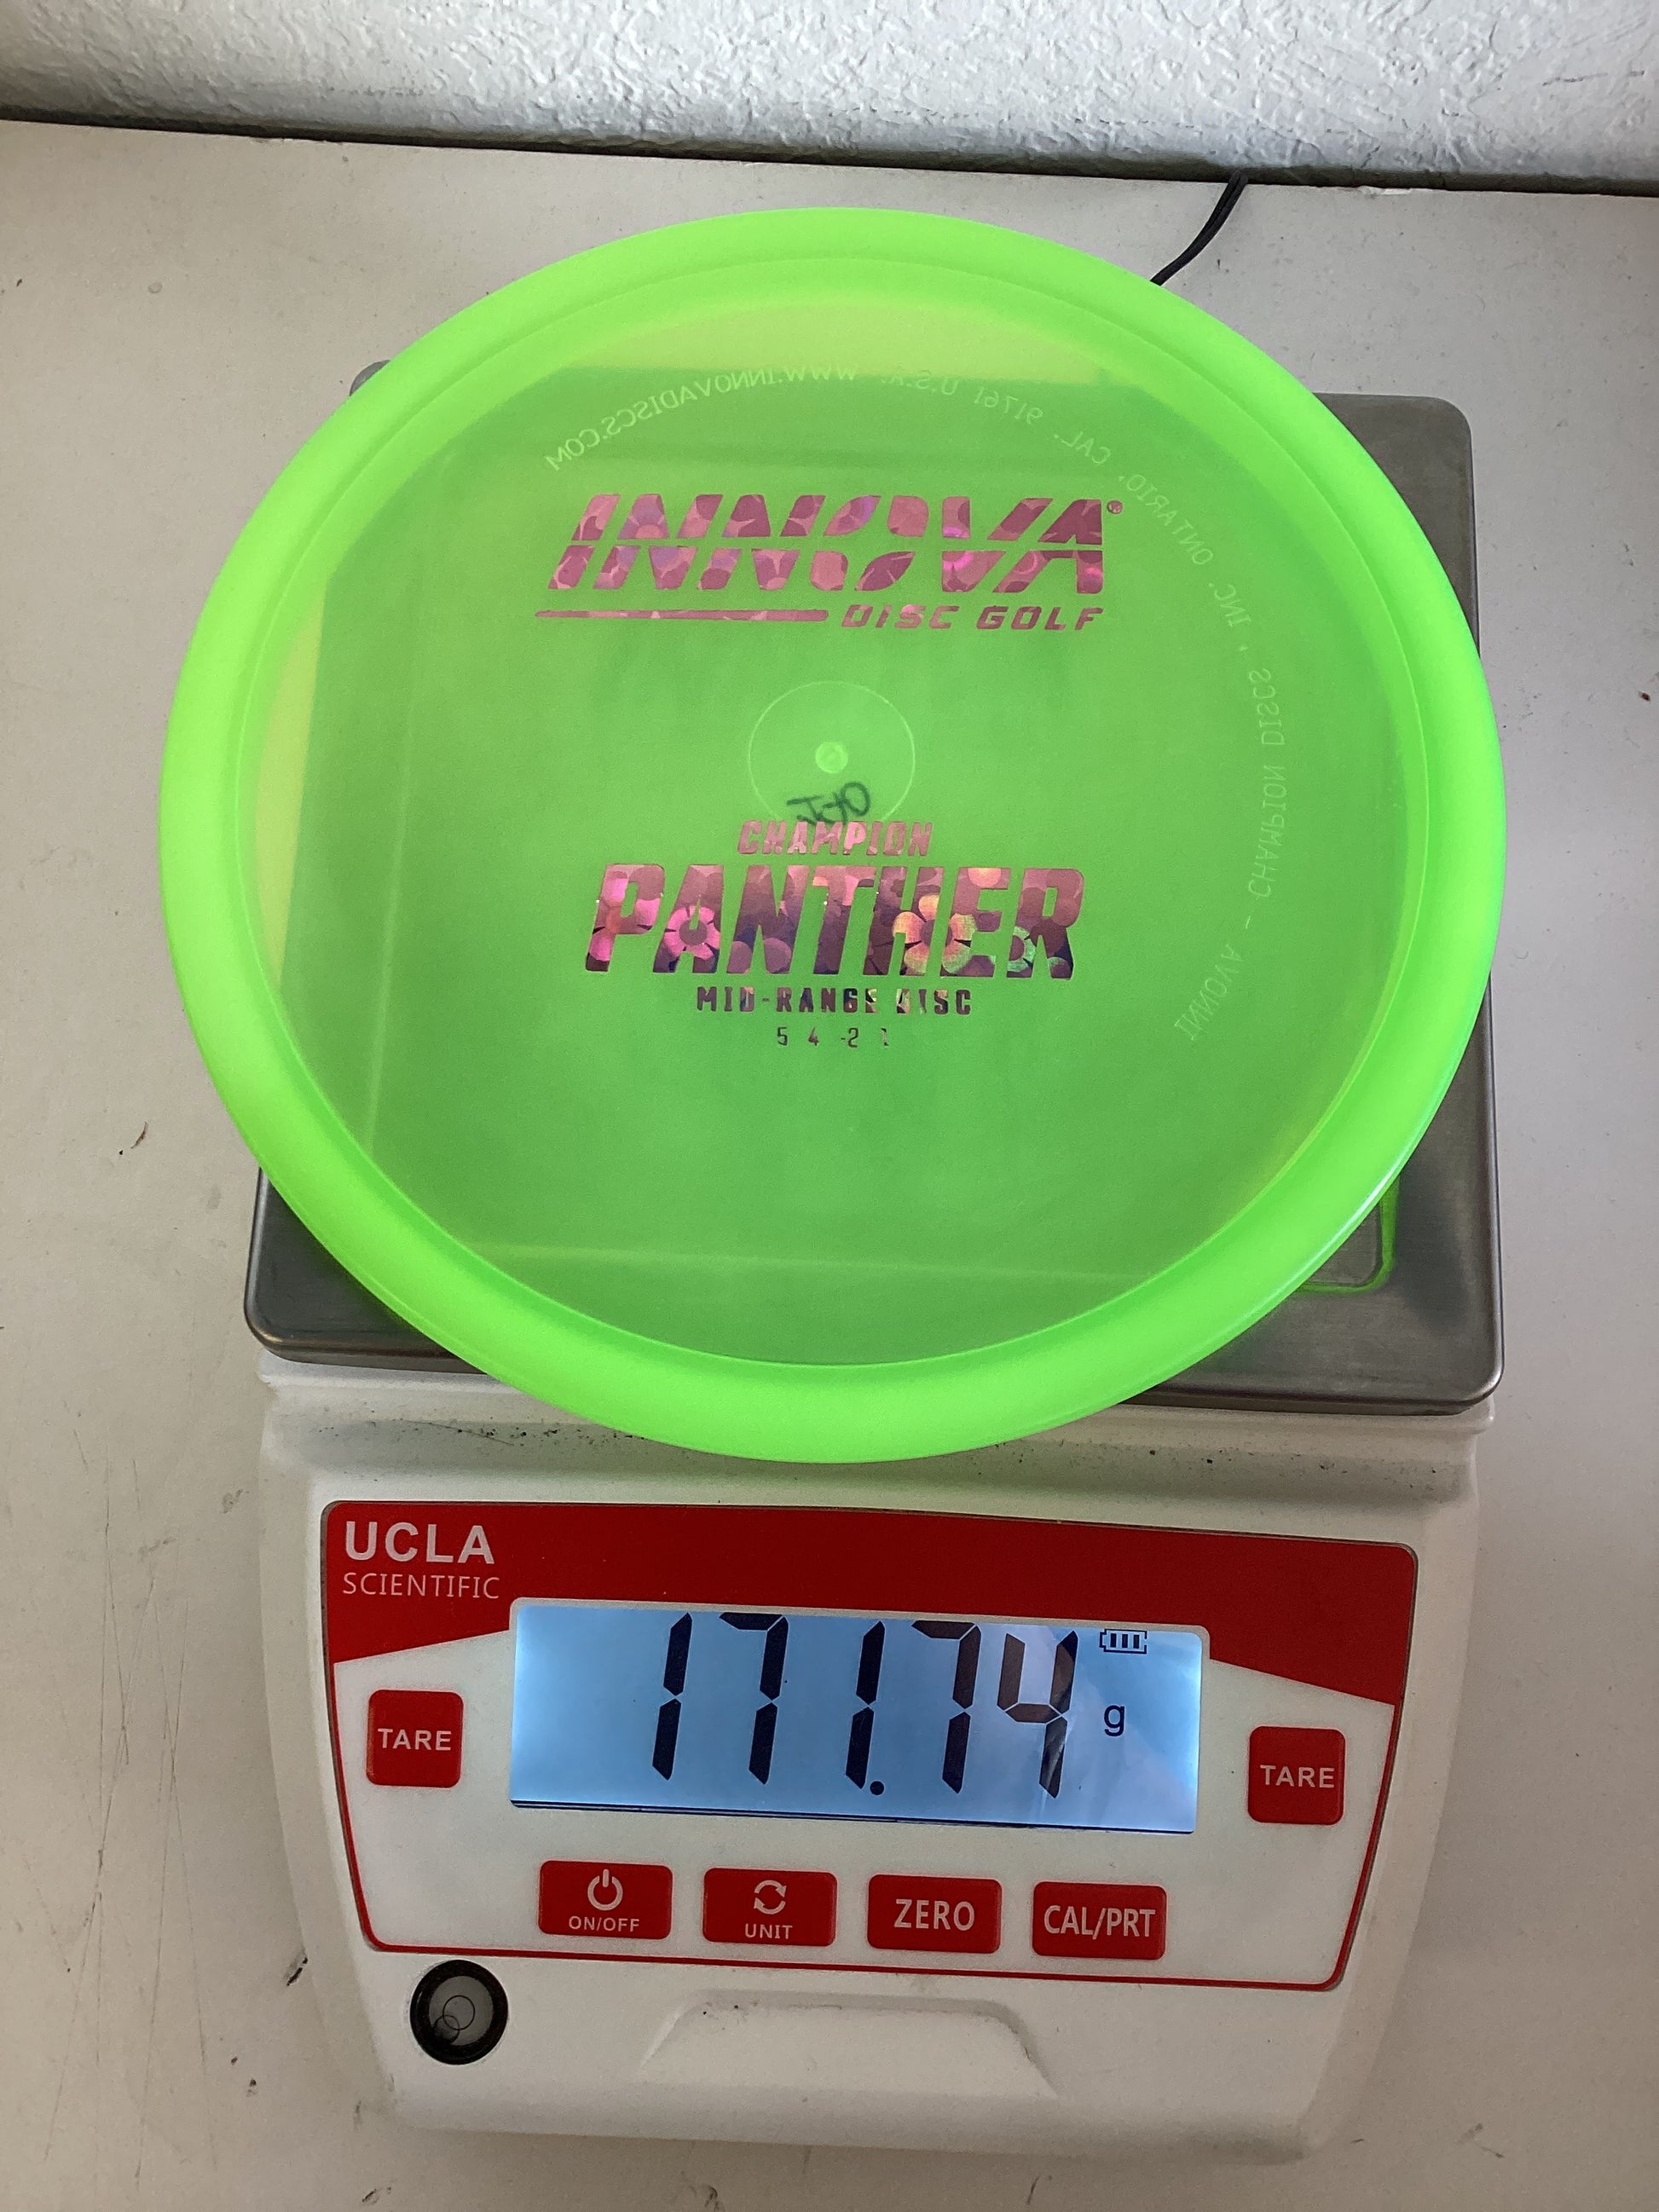 INNOVA - CHAMPION DISCS, INC. ONTARIO, CAL. 91761 U.S.A. WWW.INNOVADISCS.COM
INNOVA®
DISC GOLF
CHAMPION
PANTHER
MID-RANGE DISC
5 4 -2 1
UCLA
SCIENTIFIC
171.74 g
TARE
TARE
ON/OFF
UNIT
ZERO
CAL/PRT